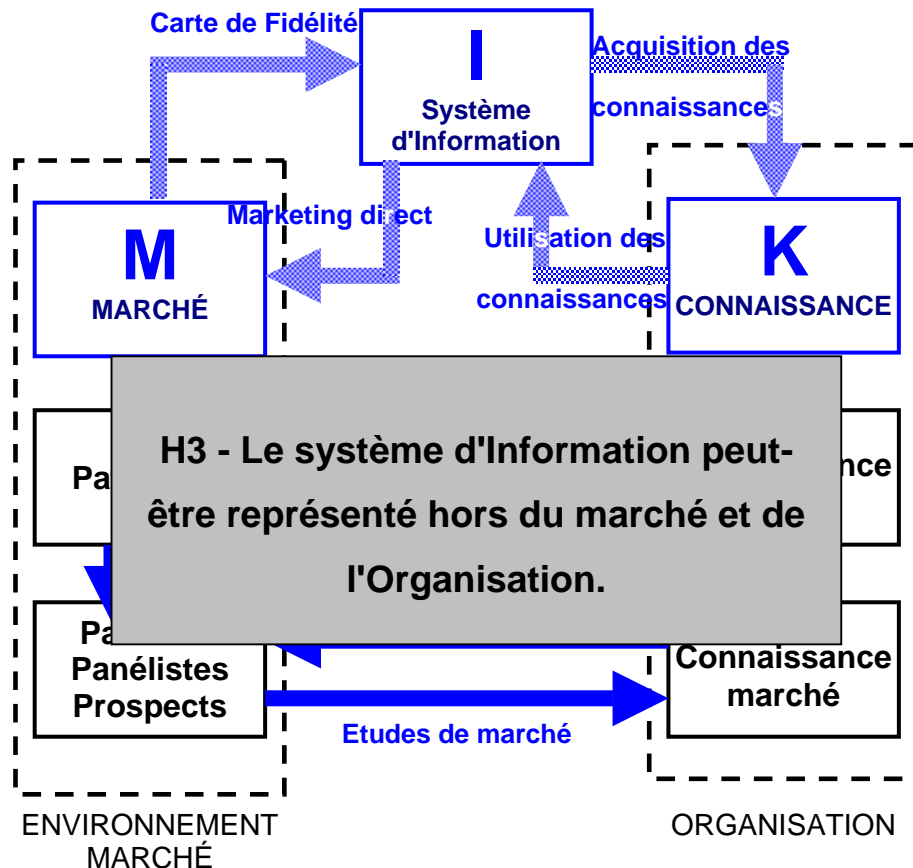 Carte de Fidélité
I
Système
d'Information
Acquisition des
connaissances
Marketing direct
Utilisation des
connaissances
M
MARCHÉ
K
CONNAISSANCE
H3 - Le système d'Information peut-
être représenté hors du marché et de
l'Organisation.
Panélistes
Prospects
Connaissance
marché
Etudes de marché
ENVIRONNEMENT
MARCHÉ
ORGANISATION